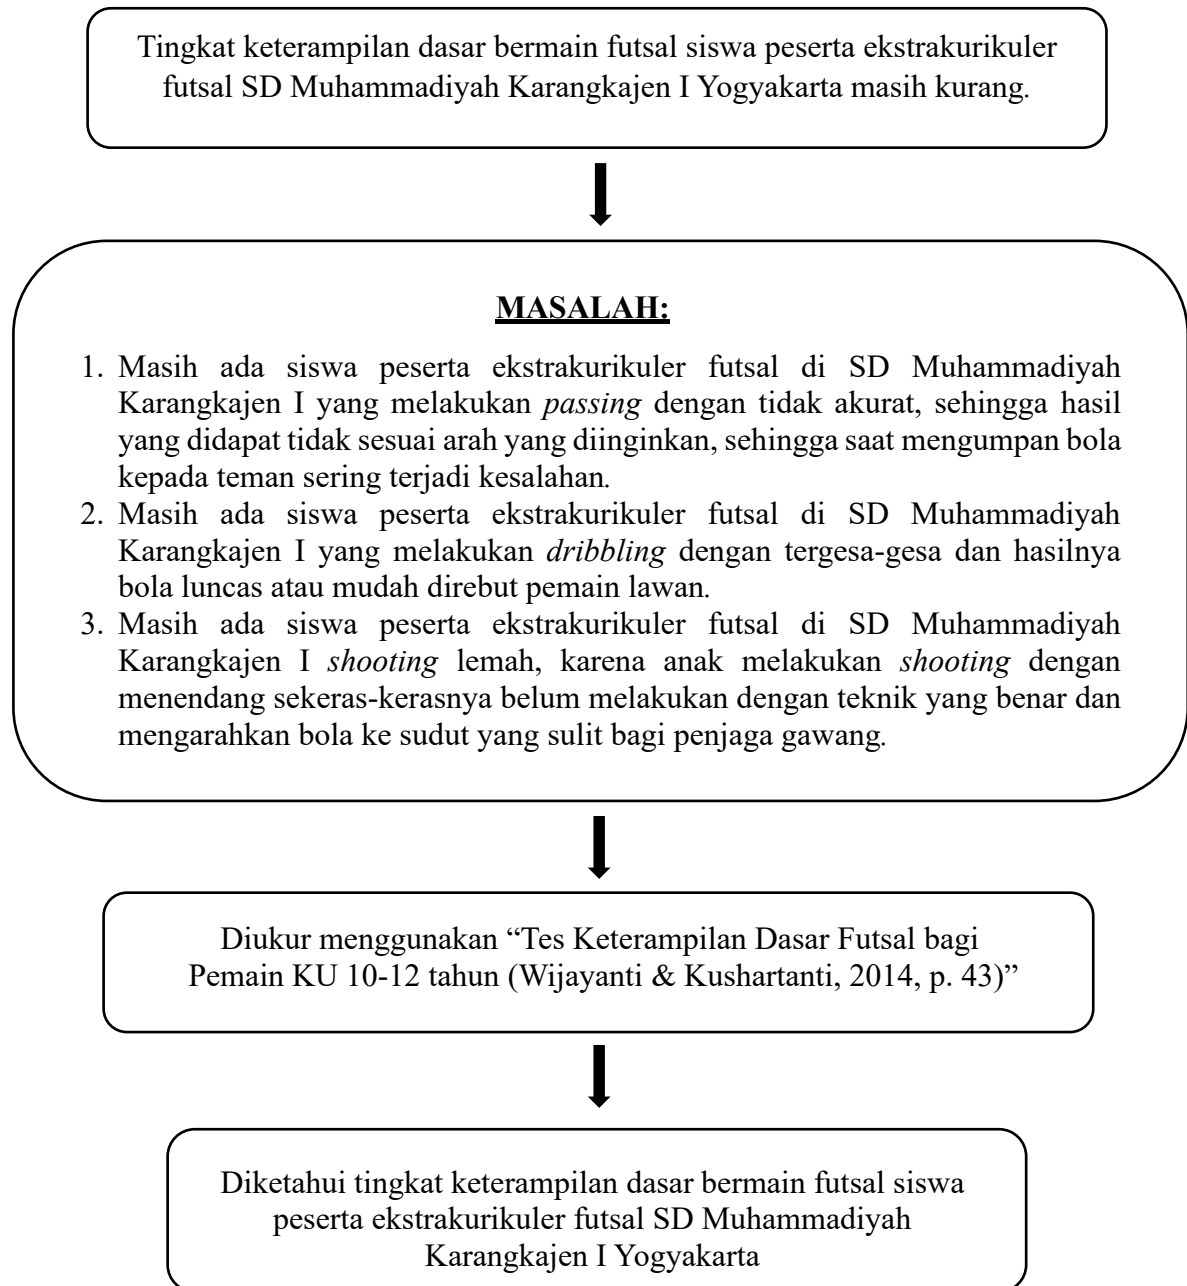 Tingkat keterampilan dasar bermain futsal siswa peserta ekstrakurikuler
futsal SD Muhammadiyah Karangkajen I Yogyakarta masih kurang.
MASALAH:
1. Masih ada siswa peserta ekstrakurikuler futsal di SD Muhammadiyah
Karangkajen I yang melakukan passing dengan tidak akurat, sehingga hasil
yang didapat tidak sesuai arah yang diinginkan, sehingga saat mengumpan bola
kepada teman sering terjadi kesalahan.
2. Masih ada siswa peserta ekstrakurikuler futsal di SD Muhammadiyah
Karangkajen I yang melakukan dribbling dengan tergesa-gesa dan hasilnya
bola luncas atau mudah direbut pemain lawan.
3. Masih ada siswa peserta ekstrakurikuler futsal di SD Muhammadiyah
Karangkajen I shooting lemah, karena anak melakukan shooting dengan
menendang sekeras-kerasnya belum melakukan dengan teknik yang benar dan
mengarahkan bola ke sudut yang sulit bagi penjaga gawang.
Diukur menggunakan “Tes Keterampilan Dasar Futsal bagi
Pemain KU 10-12 tahun (Wijayanti & Kushartanti, 2014, p. 43)”
Diketahui tingkat keterampilan dasar bermain futsal siswa
peserta ekstrakurikuler futsal SD Muhammadiyah
Karangkajen I Yogyakarta